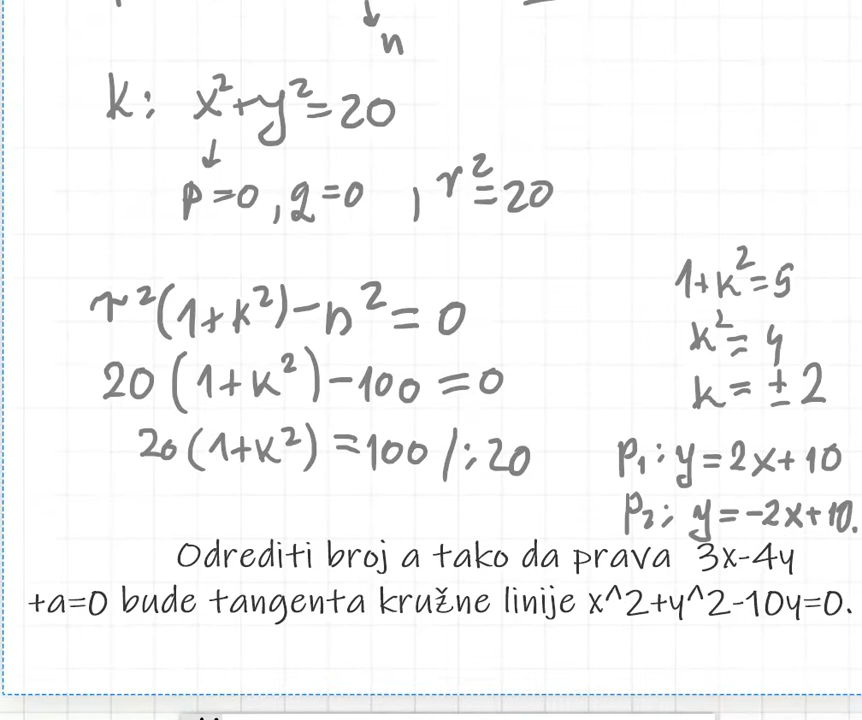 n
k: x²+y²=20
↓
p=0, q=0, r²=20
r²(1+k²)-n²=0
20(1+k²)-100=0
20(1+k²)=100 /:20
1+k²=5
k²=4
k=±2
P₁: y=2x+10
P₂: y=-2x+10.
Odrediti broj a tako da prava 3x-4y
+a=0 bude tangenta kružne linije x^2+y^2-10y=0.